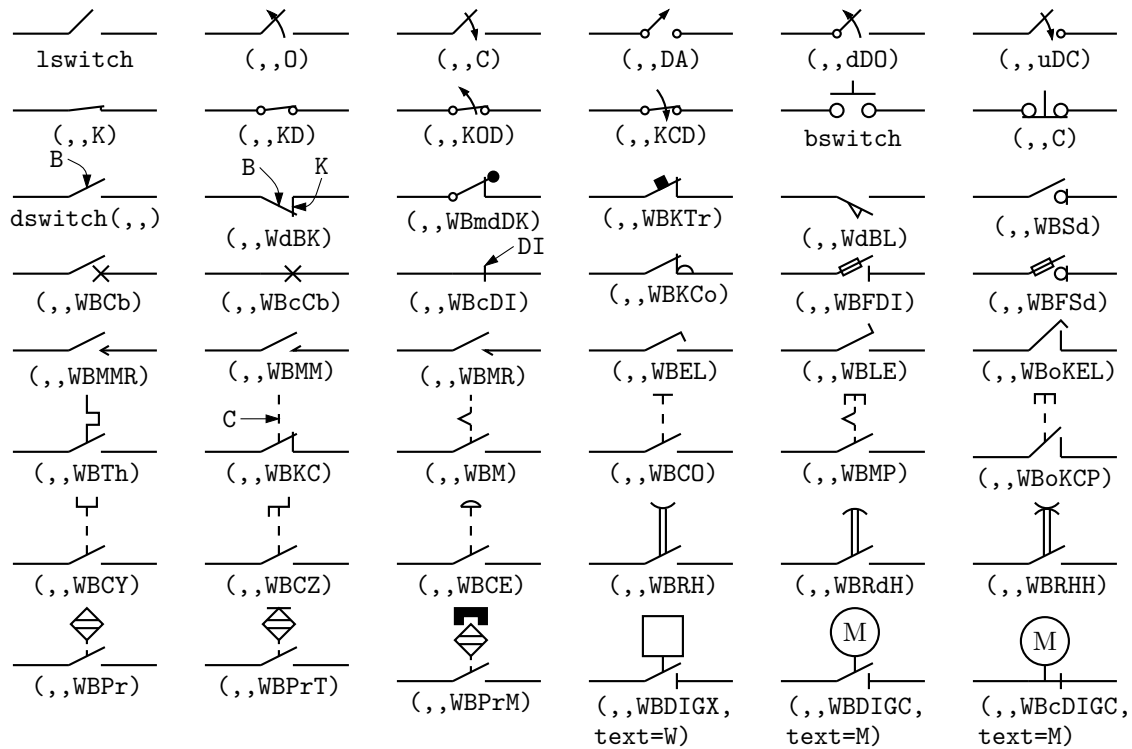 lswitch
(,,O)
(,,C)
(,,DA)
(,,dDO)
(,,uDC)
(,,K)
(,,KD)
(,,KOD)
(,,KCD)
bswitch
(,,C)
B
dswitch(,,)
B
K
(,,WdBK)
(,,WBmdDK)
(,,WBKTr)
(,,WdBL)
(,,WBSd)
(,,WBCb)
(,,WBcCb)
DI
(,,WBcDI)
(,,WBKCo)
(,,WBFDI)
(,,WBFSd)
(,,WBMMR)
(,,WBMM)
(,,WBMR)
(,,WBEL)
(,,WBLE)
(,,WBoKEL)
(,,WBTh)
C
(,,WBKC)
(,,WBM)
(,,WBCO)
(,,WBMP)
(,,WBoKCP)
(,,WBCY)
(,,WBCZ)
(,,WBCE)
(,,WBRH)
(,,WBRdH)
(,,WBRHH)
(,,WBPr)
(,,WBPrT)
(,,WBPrM)
(,,WBDIGX,
text=W)
M
(,,WBDIGC,
text=M)
M
(,,WBcDIGC,
text=M)